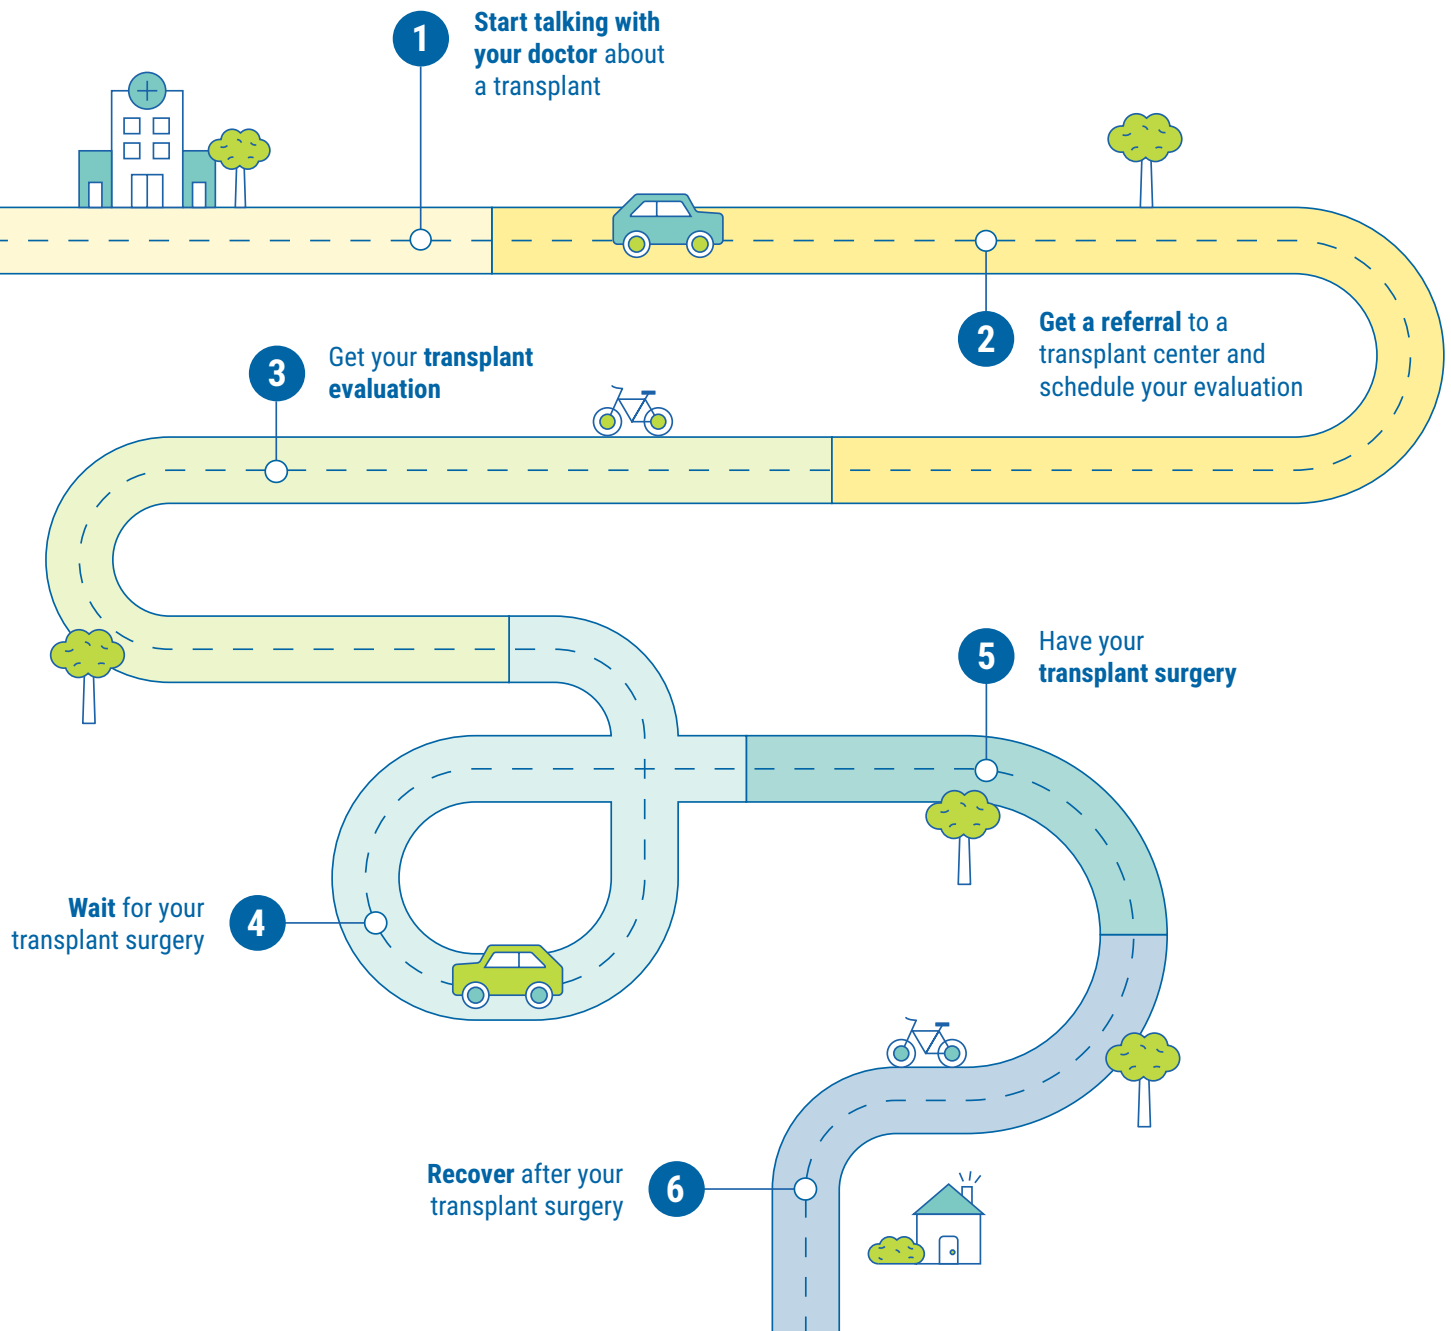 1
Start talking with
your doctor about
a transplant
2
Get a referral to a
transplant center and
schedule your evaluation
3
Get your transplant
evaluation
4
Wait for your
transplant surgery
5
Have your
transplant surgery
6
Recover after your
transplant surgery